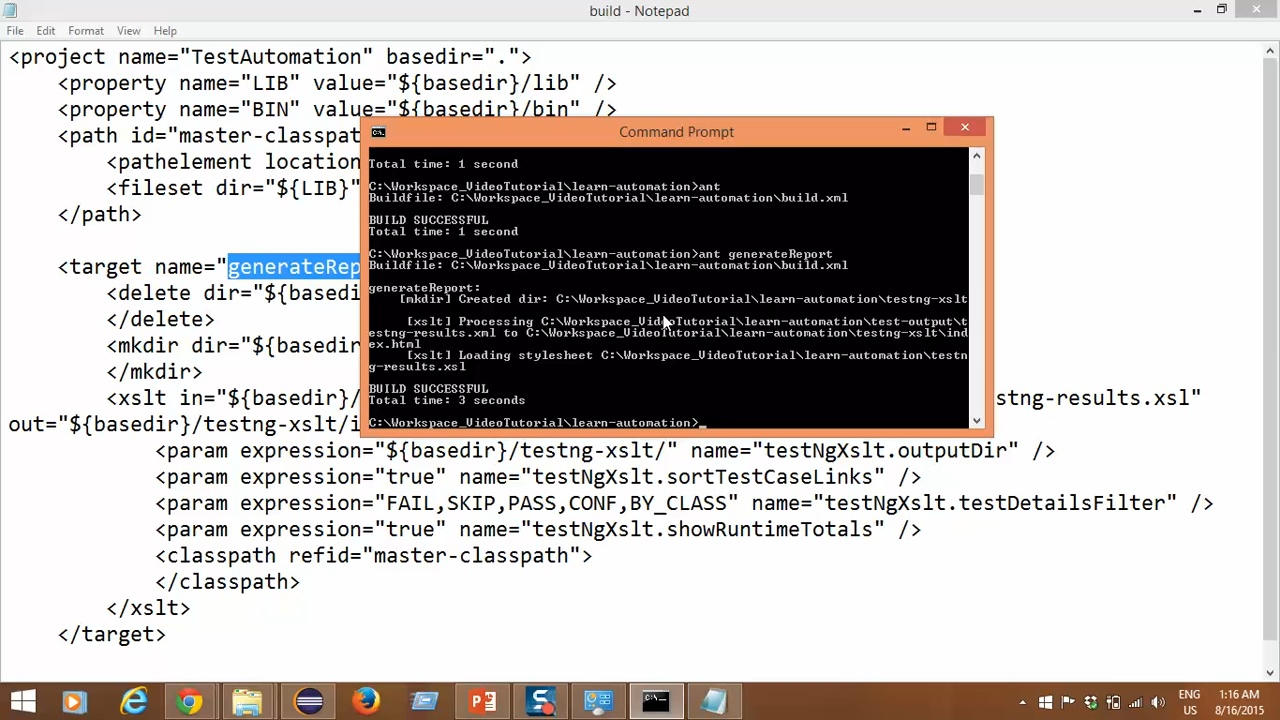 build - Notepad
File Edit Format View Help
<project name="TestAutomation" basedir=".">
<property name="LIB" value="${basedir}/lib" />
<property name="BIN" value="${basedir}/bin" />
<path id="master-classpat
<pathelement location
<fileset dir="${LIB}"
</path>
<target name="generateRep
<delete dir="${basedi
</delete>
<mkdir dir="${basedi
</mkdir>
<xslt in="${basedir}/ stng-results.xsl"
out="${basedir}/testng-xslt/i
<param expression="${basedir}/testng-xslt/" name="testNgXslt.outputDir" />
<param expression="true" name="testNgXslt.sortTestCaseLinks" />
<param expression="FAIL,SKIP,PASS,CONF,BY_CLASS" name="testNgXslt.testDetailsFilter" />
<param expression="true" name="testNgXslt.showRuntimeTotals" />
<classpath refid="master-classpath">
</classpath>
</xslt>
</target>
Command Prompt
Total time: 1 second
C:\Workspace_VideoTutorial\learn-automation>ant
Buildfile: C:\Workspace_VideoTutorial\learn-automation\build.xml
BUILD SUCCESSFUL
Total time: 1 second
C:\Workspace_VideoTutorial\learn-automation>ant generateReport
Buildfile: C:\Workspace_VideoTutorial\learn-automation\build.xml
generateReport:
[mkdir] Created dir: C:\Workspace_VideoTutorial\learn-automation\testng-xslt
[xslt] Processing C:\Workspace_VideoTutorial\learn-automation\test-output\t
estng-results.xml to C:\Workspace_VideoTutorial\learn-automation\testng-xslt\ind
ex.html
[xslt] Loading stylesheet C:\Workspace_VideoTutorial\learn-automation\testn
g-results.xsl
BUILD SUCCESSFUL
Total time: 3 seconds
C:\Workspace_VideoTutorial\learn-automation>_
ENG 1:16 AM
US 8/16/2015